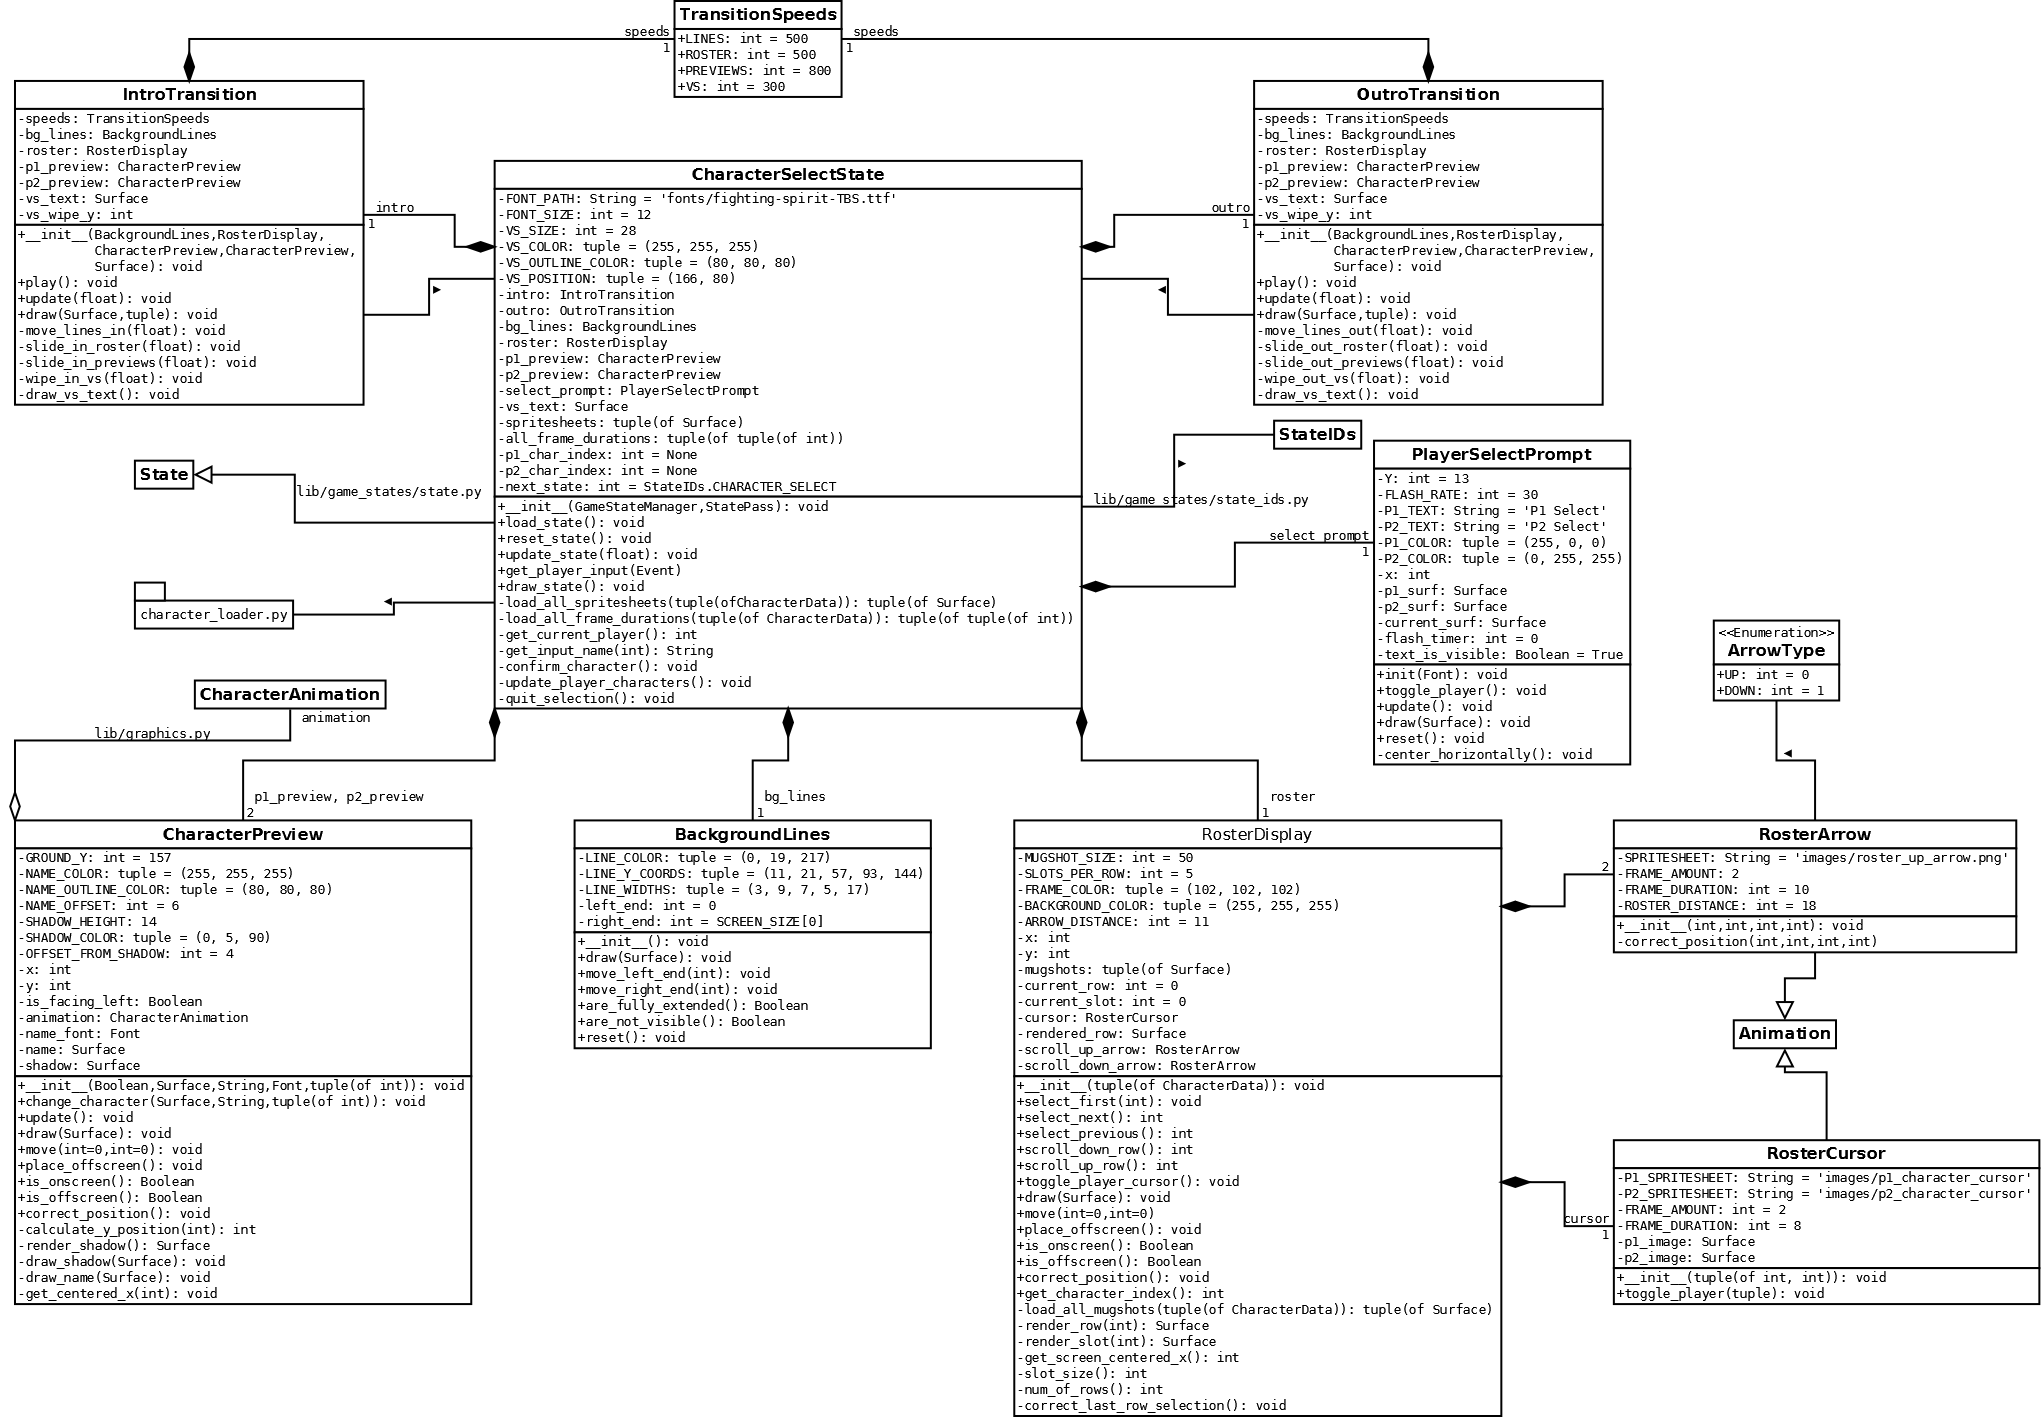 TransitionSpeeds
+LINES: int = 500
+ROSTER: int = 500
+PREVIEWS: int = 800
+VS: int = 300
speeds
1
speeds
1
IntroTransition
-speeds: TransitionSpeeds
-bg_lines: BackgroundLines
-roster: RosterDisplay
-p1_preview: CharacterPreview
-p2_preview: CharacterPreview
-vs_text: Surface
-vs_wipe_y: int
+__init__(BackgroundLines,RosterDisplay,
CharacterPreview,CharacterPreview,
Surface): void
+play(): void
+update(float): void
+draw(Surface,tuple): void
-move_lines_in(float): void
-slide_in_roster(float): void
-slide_in_previews(float): void
-wipe_in_vs(float): void
-draw_vs_text(): void
intro
1
CharacterSelectState
-FONT_PATH: String = 'fonts/fighting-spirit-TBS.ttf'
-FONT_SIZE: int = 12
-VS_SIZE: int = 28
-VS_COLOR: tuple = (255, 255, 255)
-VS_OUTLINE_COLOR: tuple = (80, 80, 80)
-VS_POSITION: tuple = (166, 80)
-intro: IntroTransition
-outro: OutroTransition
-bg_lines: BackgroundLines
-roster: RosterDisplay
-p1_preview: CharacterPreview
-p2_preview: CharacterPreview
-select_prompt: PlayerSelectPrompt
-vs_text: Surface
-spritesheets: tuple(of Surface)
-all_frame_durations: tuple(of tuple(of int))
-p1_char_index: int = None
-p2_char_index: int = None
-next_state: int = StateIDs.CHARACTER_SELECT
+__init__(GameStateManager,StatePass): void
+load_state(): void
+reset_state(): void
+update_state(float): void
+get_player_input(Event)
+draw_state(): void
-load_all_spritesheets(tuple(ofCharacterData)): tuple(of Surface)
-load_all_frame_durations(tuple(of CharacterData)): tuple(of tuple(of int))
-get_current_player(): int
-get_input_name(int): String
-confirm_character(): void
-update_player_characters(): void
-quit_selection(): void
outro
1
OutroTransition
-speeds: TransitionSpeeds
-bg_lines: BackgroundLines
-roster: RosterDisplay
-p1_preview: CharacterPreview
-p2_preview: CharacterPreview
-vs_text: Surface
-vs_wipe_y: int
+__init__(BackgroundLines,RosterDisplay,
CharacterPreview,CharacterPreview,
Surface): void
+play(): void
+update(float): void
+draw(Surface,tuple): void
-move_lines_out(float): void
-slide_out_roster(float): void
-slide_out_previews(float): void
-wipe_out_vs(float): void
-draw_vs_text(): void
State
lib/game_states/state.py
StateIDs
lib/game_states/state_ids.py
character_loader.py
select_prompt
1
PlayerSelectPrompt
-Y: int = 13
-FLASH_RATE: int = 30
-P1_TEXT: String = 'P1 Select'
-P2_TEXT: String = 'P2 Select'
-P1_COLOR: tuple = (255, 0, 0)
-P2_COLOR: tuple = (0, 255, 255)
-x: int
-p1_surf: Surface
-p2_surf: Surface
-current_surf: Surface
-flash_timer: int = 0
-text_is_visible: Boolean = True
+init(Font): void
+toggle_player(): void
+update(): void
+draw(Surface): void
+reset(): void
-center_horizontally(): void
<<Enumeration>>
ArrowType
+UP: int = 0
+DOWN: int = 1
CharacterAnimation
animation
lib/graphics.py
p1_preview, p2_preview
2
CharacterPreview
-GROUND_Y: int = 157
-NAME_COLOR: tuple = (255, 255, 255)
-NAME_OUTLINE_COLOR: tuple = (80, 80, 80)
-NAME_OFFSET: int = 6
-SHADOW_HEIGHT: 14
-SHADOW_COLOR: tuple = (0, 5, 90)
-OFFSET_FROM_SHADOW: int = 4
-x: int
-y: int
-is_facing_left: Boolean
-animation: CharacterAnimation
-name_font: Font
-name: Surface
-shadow: Surface
+__init__(Boolean,Surface,String,Font,tuple(of int)): void
+change_character(Surface,String,tuple(of int)): void
+update(): void
+draw(Surface): void
+move(int=0,int=0): void
+place_offscreen(): void
+is_onscreen(): Boolean
+is_offscreen(): Boolean
+correct_position(): void
-calculate_y_position(int): int
-render_shadow(): Surface
-draw_shadow(Surface): void
-draw_name(Surface): void
-get_centered_x(int): void
bg_lines
1
BackgroundLines
-LINE_COLOR: tuple = (0, 19, 217)
-LINE_Y_COORDS: tuple = (11, 21, 57, 93, 144)
-LINE_WIDTHS: tuple = (3, 9, 7, 5, 17)
-left_end: int = 0
-right_end: int = SCREEN_SIZE[0]
+__init__(): void
+draw(Surface): void
+move_left_end(int): void
+move_right_end(int): void
+are_fully_extended(): Boolean
+are_not_visible(): Boolean
+reset(): void
roster
1
RosterDisplay
-MUGSHOT_SIZE: int = 50
-SLOTS_PER_ROW: int = 5
-FRAME_COLOR: tuple = (102, 102, 102)
-BACKGROUND_COLOR: tuple = (255, 255, 255)
-ARROW_DISTANCE: int = 11
-x: int
-y: int
-mugshots: tuple(of Surface)
-current_row: int = 0
-current_slot: int = 0
-cursor: RosterCursor
-rendered_row: Surface
-scroll_up_arrow: RosterArrow
-scroll_down_arrow: RosterArrow
+__init__(tuple(of CharacterData)): void
+select_first(int): void
+select_next(): int
+select_previous(): int
+scroll_down_row(): int
+scroll_up_row(): int
+toggle_player_cursor(): void
+draw(Surface): void
+move(int=0,int=0)
+place_offscreen(): void
+is_onscreen(): Boolean
+is_offscreen(): Boolean
+correct_position(): void
+get_character_index(): int
-load_all_mugshots(tuple(of CharacterData)): tuple(of Surface)
-render_row(int): Surface
-render_slot(int): Surface
-get_screen_centered_x(): int
-slot_size(): int
-num_of_rows(): int
-correct_last_row_selection(): void
2
RosterArrow
-SPRITESHEET: String = 'images/roster_up_arrow.png'
-FRAME_AMOUNT: 2
-FRAME_DURATION: int = 10
-ROSTER_DISTANCE: int = 18
+__init__(int,int,int,int): void
-correct_position(int,int,int,int)
Animation
cursor
1
RosterCursor
-P1_SPRITESHEET: String = 'images/p1_character_cursor'
-P2_SPRITESHEET: String = 'images/p2_character_cursor'
-FRAME_AMOUNT: int = 2
-FRAME_DURATION: int = 8
-p1_image: Surface
-p2_image: Surface
+__init__(tuple(of int, int)): void
+toggle_player(tuple): void